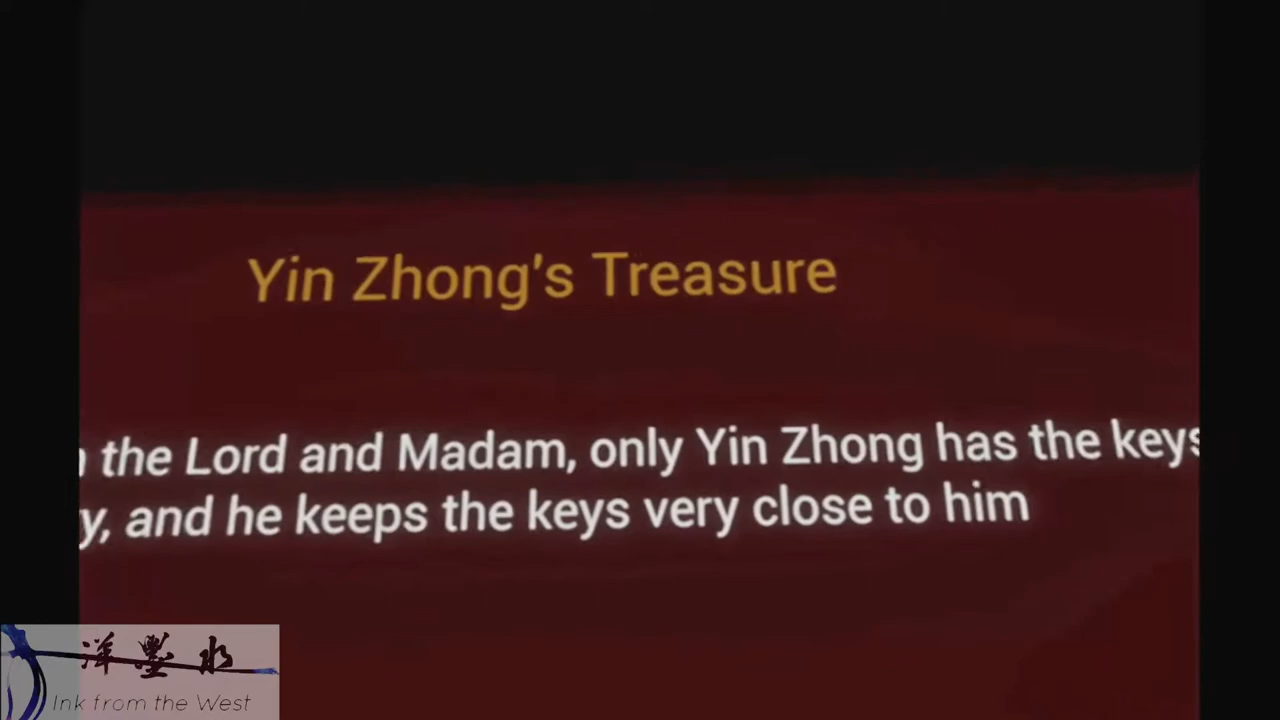 Yin Zhong's Treasure
the Lord and Madam, only Yin Zhong has the keys
y, and he keeps the keys very close to him
洋墨水
Ink from the West